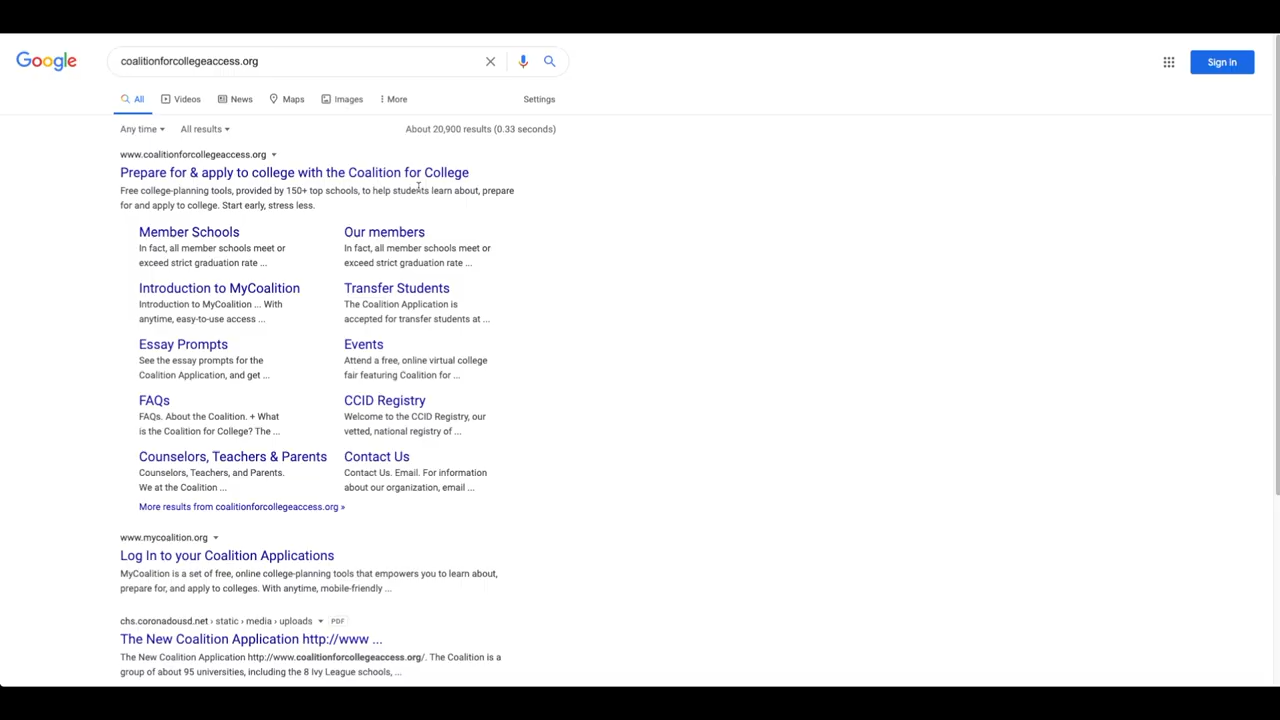 Google
coalitionforcollegeaccess.org
Sign in
All Videos News Maps Images More Settings
Any time All results About 20,900 results (0.33 seconds)
www.coalitionforcollegeaccess.org
Prepare for & apply to college with the Coalition for College
Free college-planning tools, provided by 150+ top schools, to help students learn about, prepare
for and apply to college. Start early, stress less.
Member Schools
In fact, all member schools meet or
exceed strict graduation rate ...
Our members
In fact, all member schools meet or
exceed strict graduation rate ...
Introduction to MyCoalition
Introduction to MyCoalition ... With
anytime, easy-to-use access ...
Transfer Students
The Coalition Application is
accepted for transfer students at ...
Essay Prompts
See the essay prompts for the
Coalition Application, and get ...
Events
Attend a free, online virtual college
fair featuring Coalition for ...
FAQs
FAQs. About the Coalition. + What
is the Coalition for College? The ...
CCID Registry
Welcome to the CCID Registry, our
vetted, national registry of ...
Counselors, Teachers & Parents
Counselors, Teachers, and Parents.
We at the Coalition ...
Contact Us
Contact Us. Email. For information
about our organization, email ...
More results from coalitionforcollegeaccess.org »
www.mycoalition.org
Log In to your Coalition Applications
MyCoalition is a set of free, online college-planning tools that empowers you to learn about,
prepare for, and apply to colleges. With anytime, mobile-friendly ...
chs.coronadousd.net › static › media › uploads PDF
The New Coalition Application http://www ...
The New Coalition Application http://www.coalitionforcollegeaccess.org/. The Coalition is a
group of about 95 universities, including the 8 Ivy League schools, ...